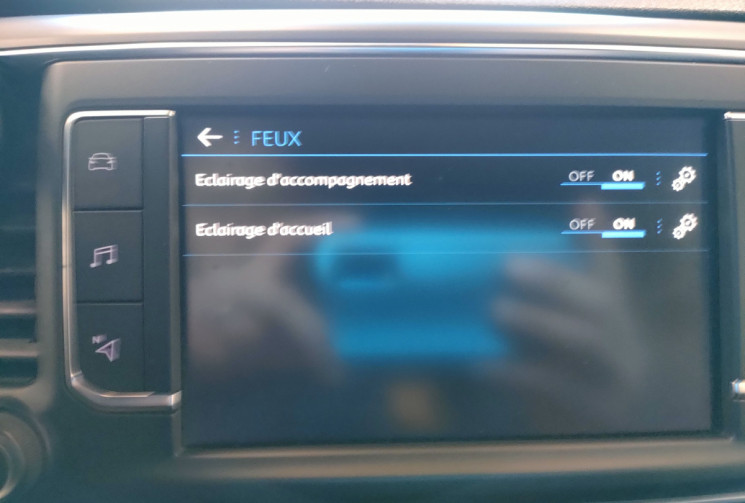 FEUX
Eclairage d'accompagnement OFF ON
Eclairage d'accueil OFF ON